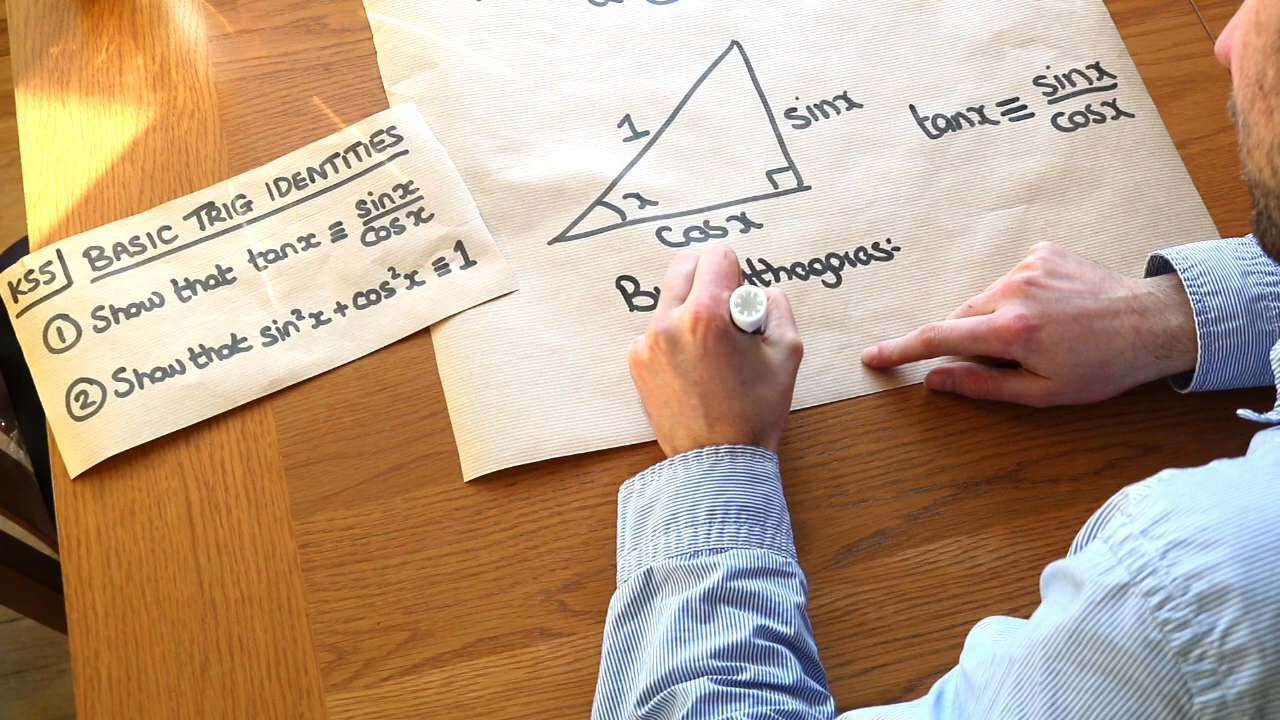 KS5 BASIC TRIG IDENTITIES
① Show that tanx ≡ sinx/cosx
② Show that sin²x + cos²x ≡ 1
1
sinx
x
cosx
tanx ≡ sinx/cosx